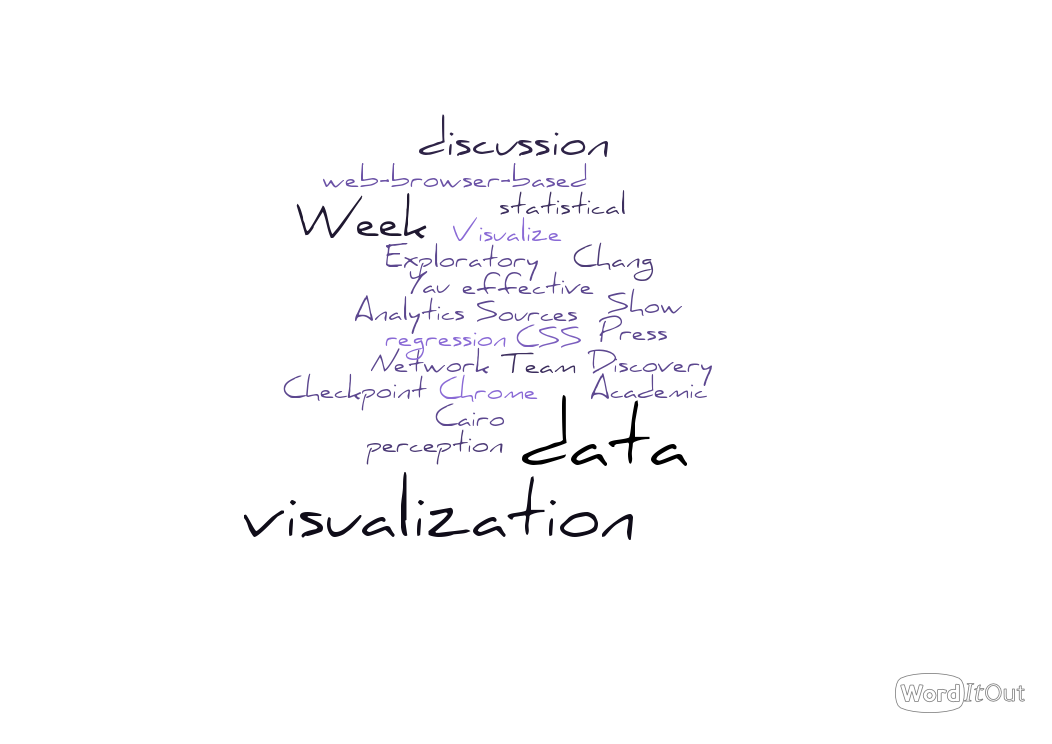 discussion
web-browser-based
statistical
Week
Visualize
Exploratory Chang
Yau effective
Analytics Sources Show
regression CSS Press
Network Team Discovery
Checkpoint Chrome Academic
Cairo
perception data
visualization
WordItOut